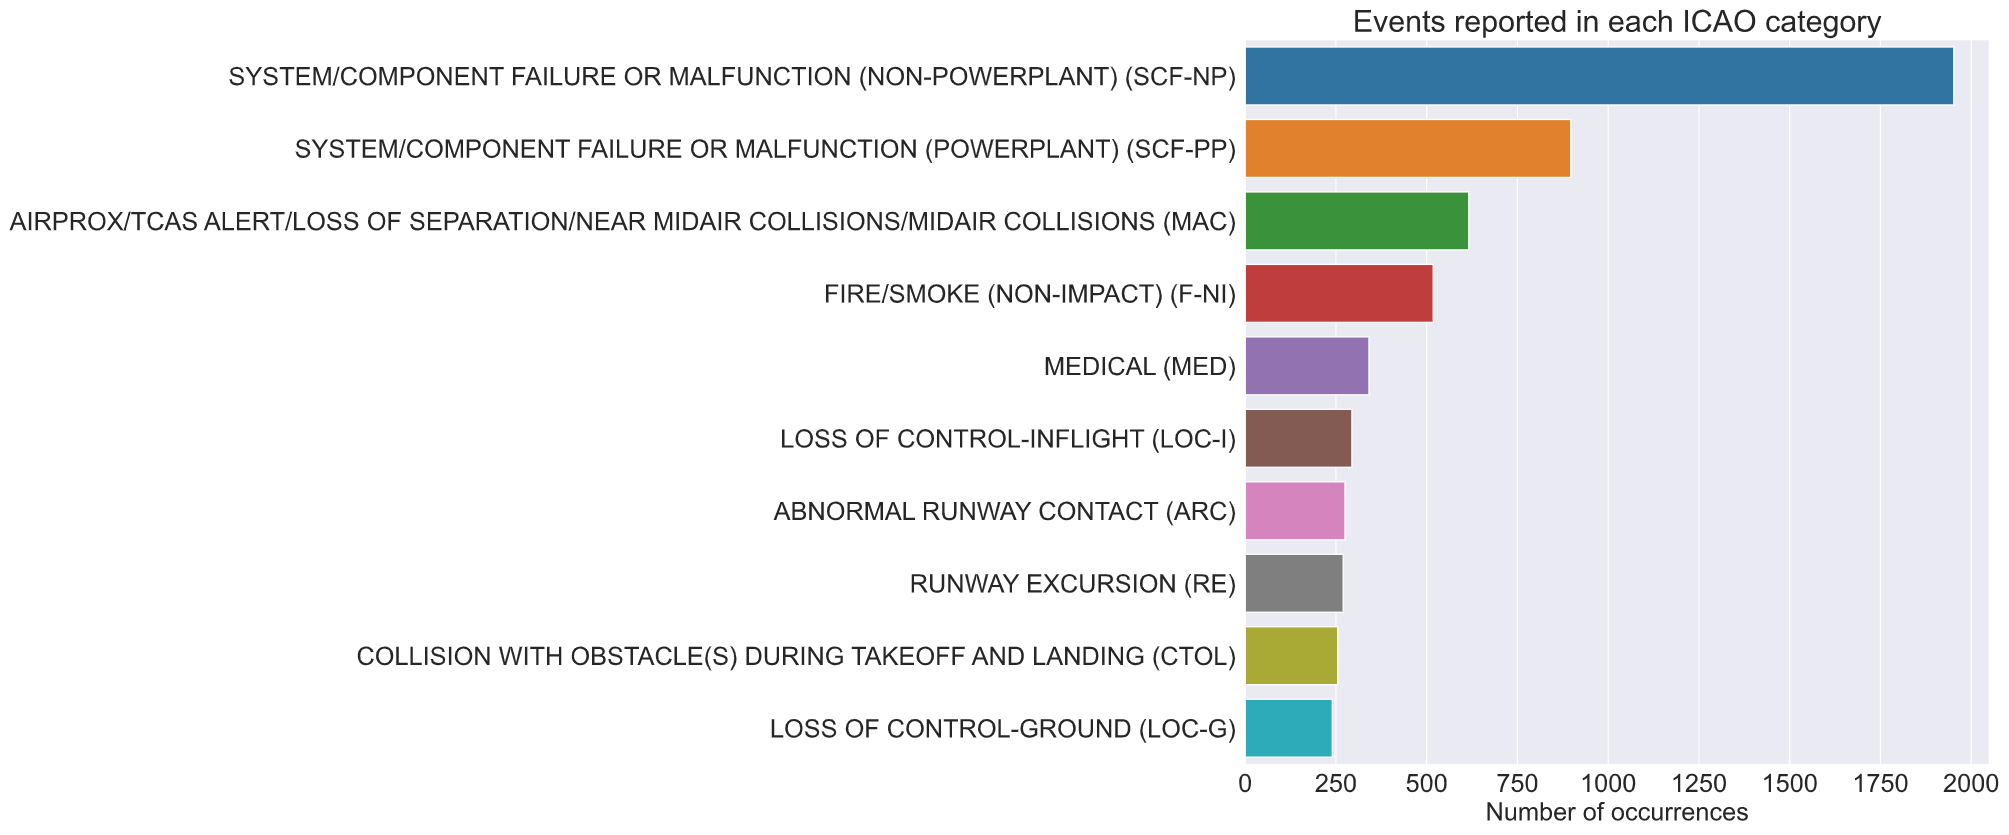 Events reported in each ICAO category
SYSTEM/COMPONENT FAILURE OR MALFUNCTION (NON-POWERPLANT) (SCF-NP)
SYSTEM/COMPONENT FAILURE OR MALFUNCTION (POWERPLANT) (SCF-PP)
AIRPROX/TCAS ALERT/LOSS OF SEPARATION/NEAR MIDAIR COLLISIONS/MIDAIR COLLISIONS (MAC)
FIRE/SMOKE (NON-IMPACT) (F-NI)
MEDICAL (MED)
LOSS OF CONTROL-INFLIGHT (LOC-I)
ABNORMAL RUNWAY CONTACT (ARC)
RUNWAY EXCURSION (RE)
COLLISION WITH OBSTACLE(S) DURING TAKEOFF AND LANDING (CTOL)
LOSS OF CONTROL-GROUND (LOC-G)
0 250 500 750 1000 1250 1500 1750 2000
Number of occurrences